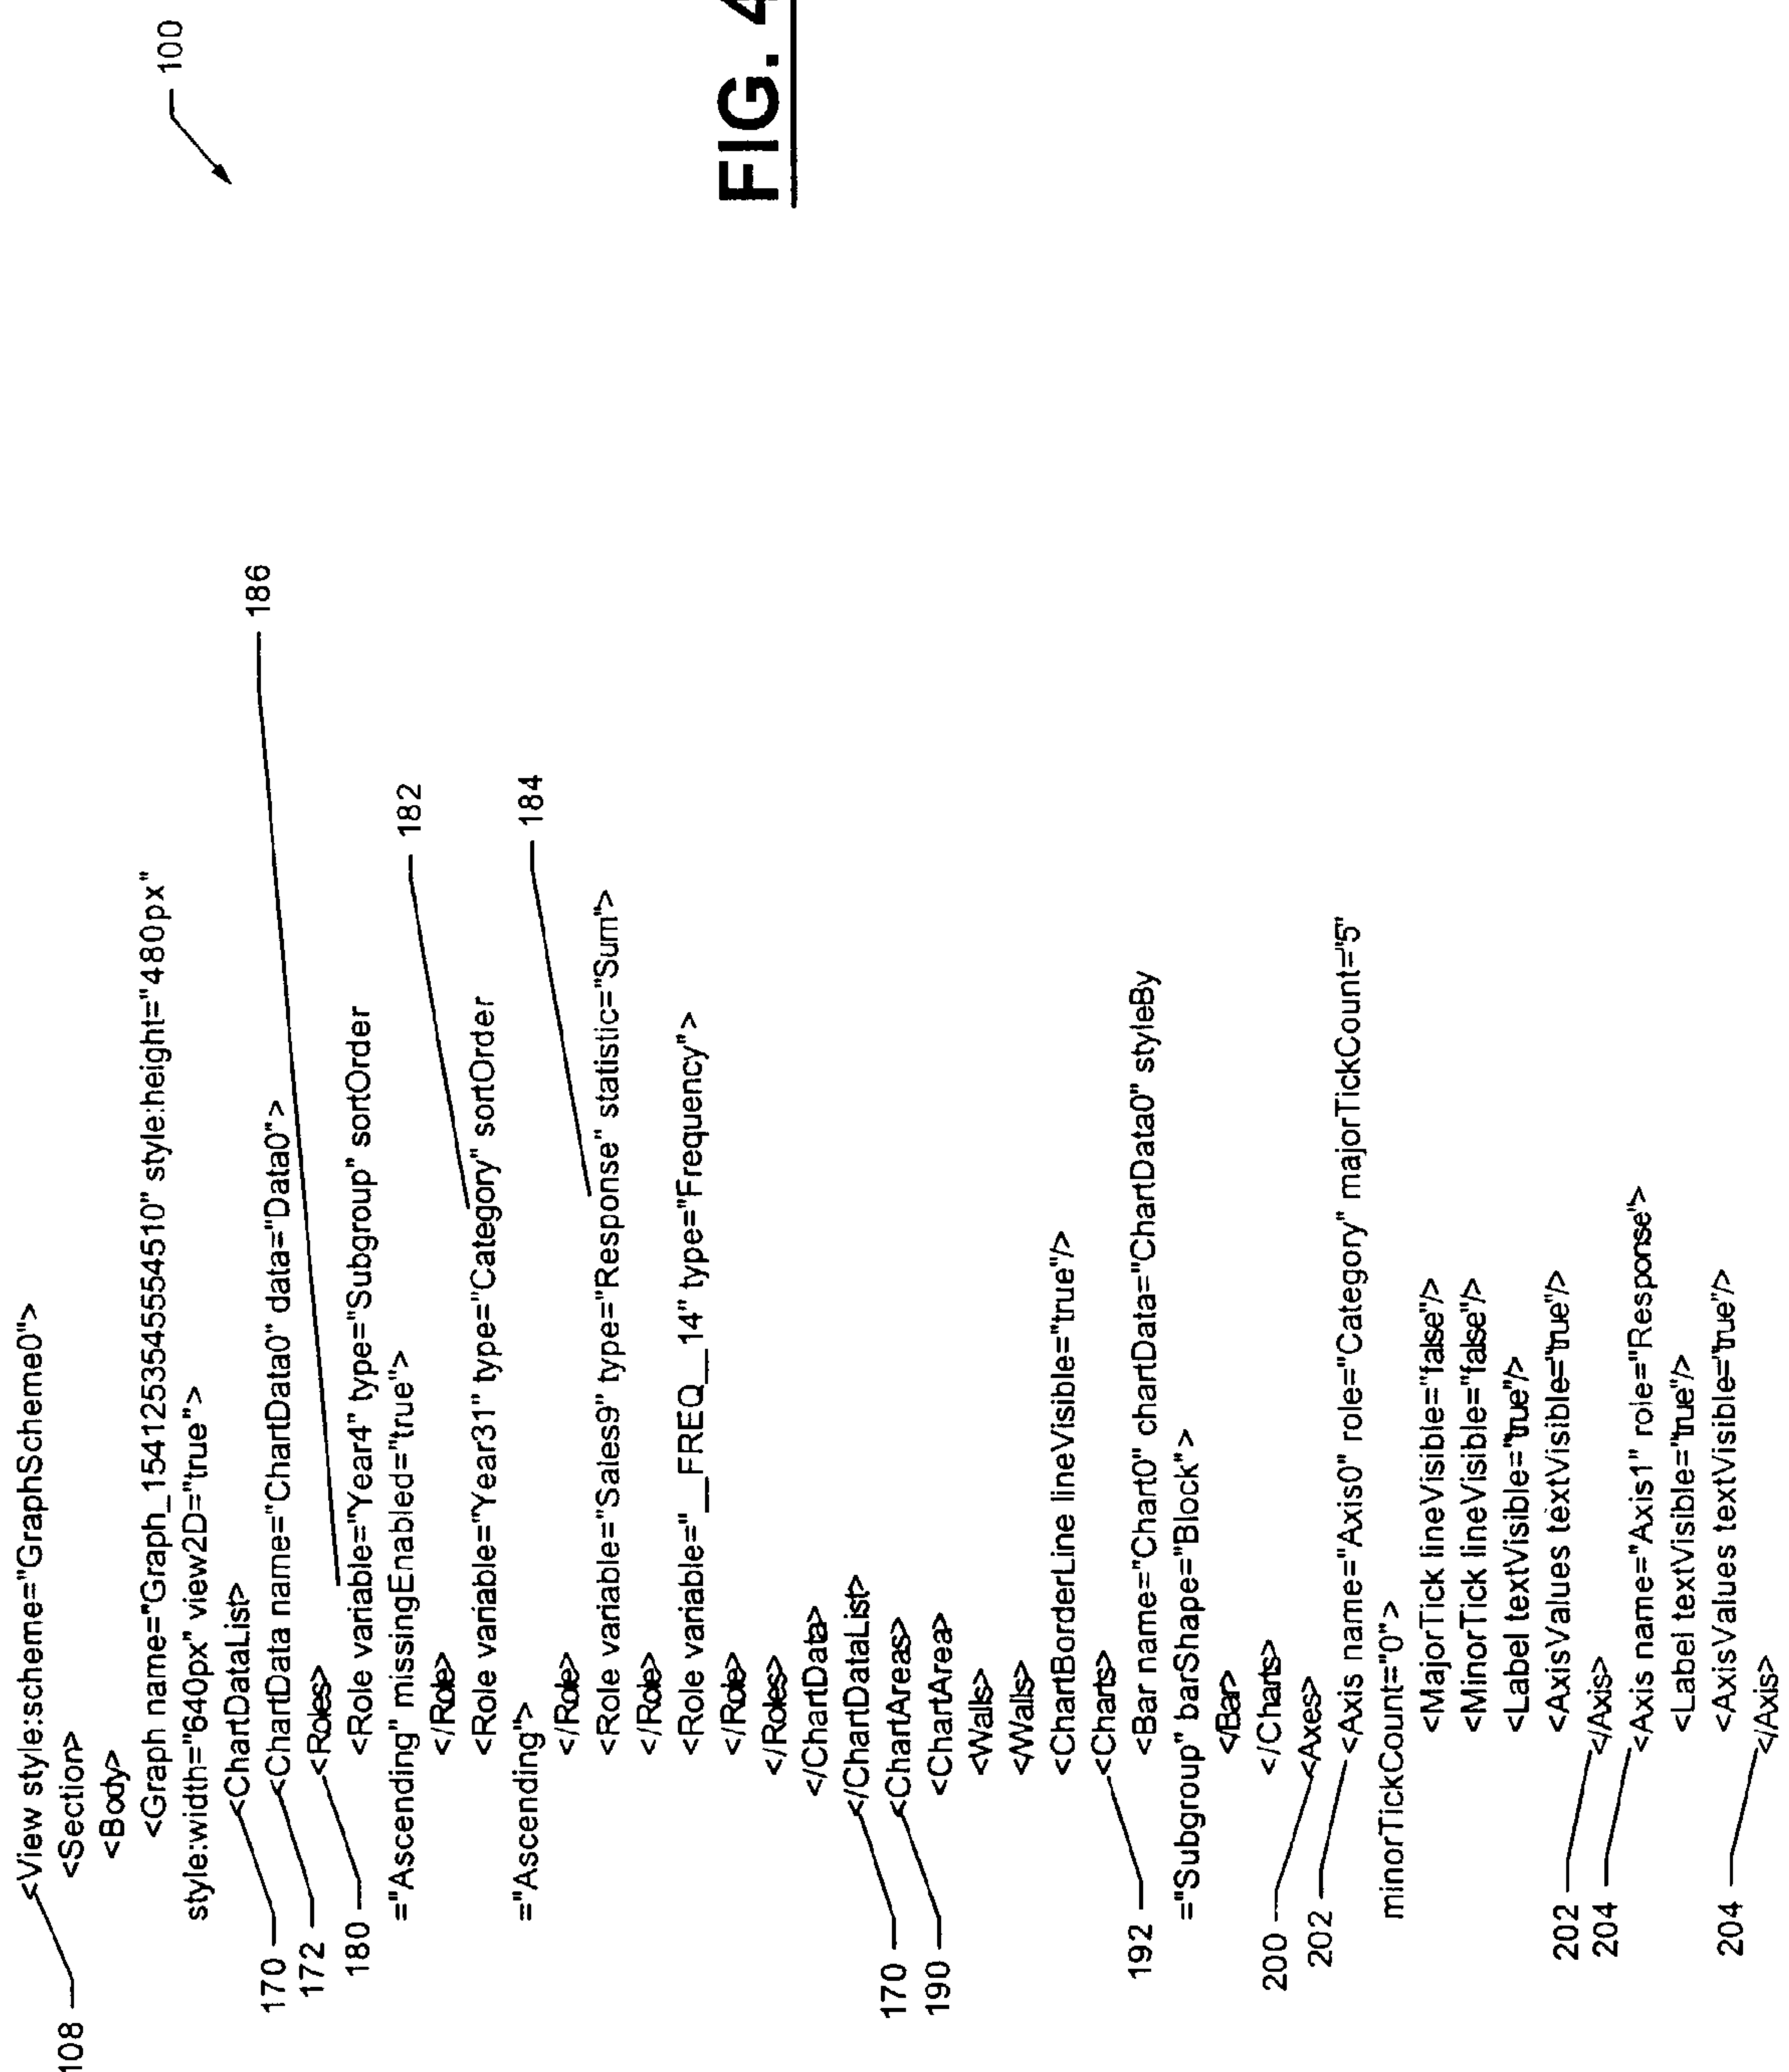 108
<View style:scheme="GraphScheme0">
<Section>
<Body>
<Graph name="Graph_1541253545554510" style:height="480px"
style:width="640px" view2D="true">
100
170
<ChartDataList>
172
<ChartData name="ChartData0" data="Data0">
186
180
<Roles>
<Role variable="Year4" type="Subgroup" sortOrder
="Ascending" missingEnabled="true">
182
</Role>
<Role variable="Year31" type="Category" sortOrder
="Ascending">
184
</Role>
<Role variable="Sales9" type="Response" statistic="Sum">
</Role>
<Role variable="__FREQ__14" type="Frequency">
</Role>
</Roles>
</ChartData>
170
</ChartDataList>
190
<ChartAreas>
<ChartArea>
<Walls>
</Walls>
<ChartBorderLine lineVisible="true"/>
192
<Charts>
<Bar name="Chart0" chartData="ChartData0" styleBy
="Subgroup" barShape="Block">
</Bar>
</Charts>
200
<Axes>
202
<Axis name="Axis0" role="Category" majorTickCount="5"
minorTickCount="0">
<MajorTick lineVisible="false"/>
<MinorTick lineVisible="false"/>
<Label textVisible="true"/>
<AxisValues textVisible="true"/>
202
</Axis>
204
<Axis name="Axis1" role="Response">
<Label textVisible="true"/>
<AxisValues textVisible="true"/>
204
</Axis>
FIG. 4